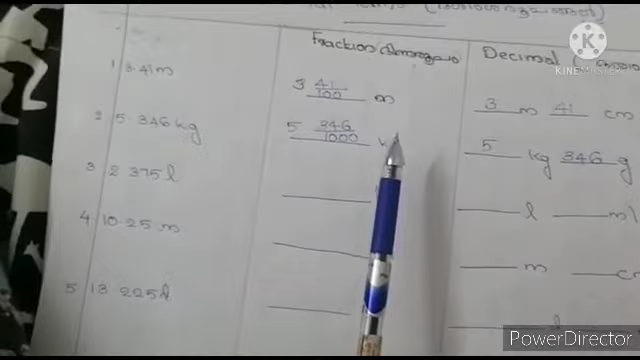 Fraction Decimal
1 3.41m 3 41/100 m 3 m 41 cm
2 5.346 kg 5 346/1000 k 5 kg 346 g
3 2.375 l l ml
4 10.25 m m cm
5 13.225 l l
KINEMASTER
PowerDirector